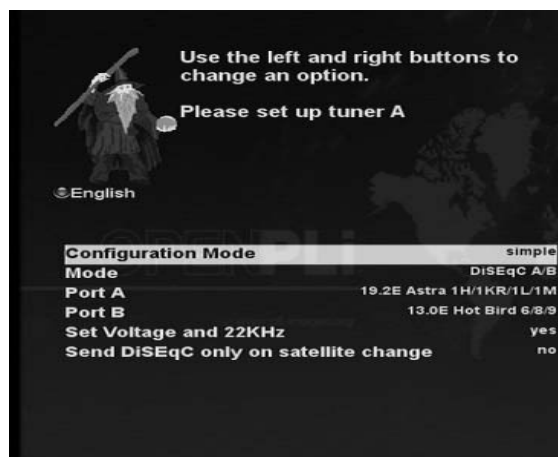 Use the left and right buttons to
change an option.
Please set up tuner A
English
OPENPLi
Configuration Mode simple
Mode DiSEqC A/B
Port A 19.2E Astra 1H/1KR/1L/1M
Port B 13.0E Hot Bird 6/8/9
Set Voltage and 22KHz yes
Send DiSEqC only on satellite change no